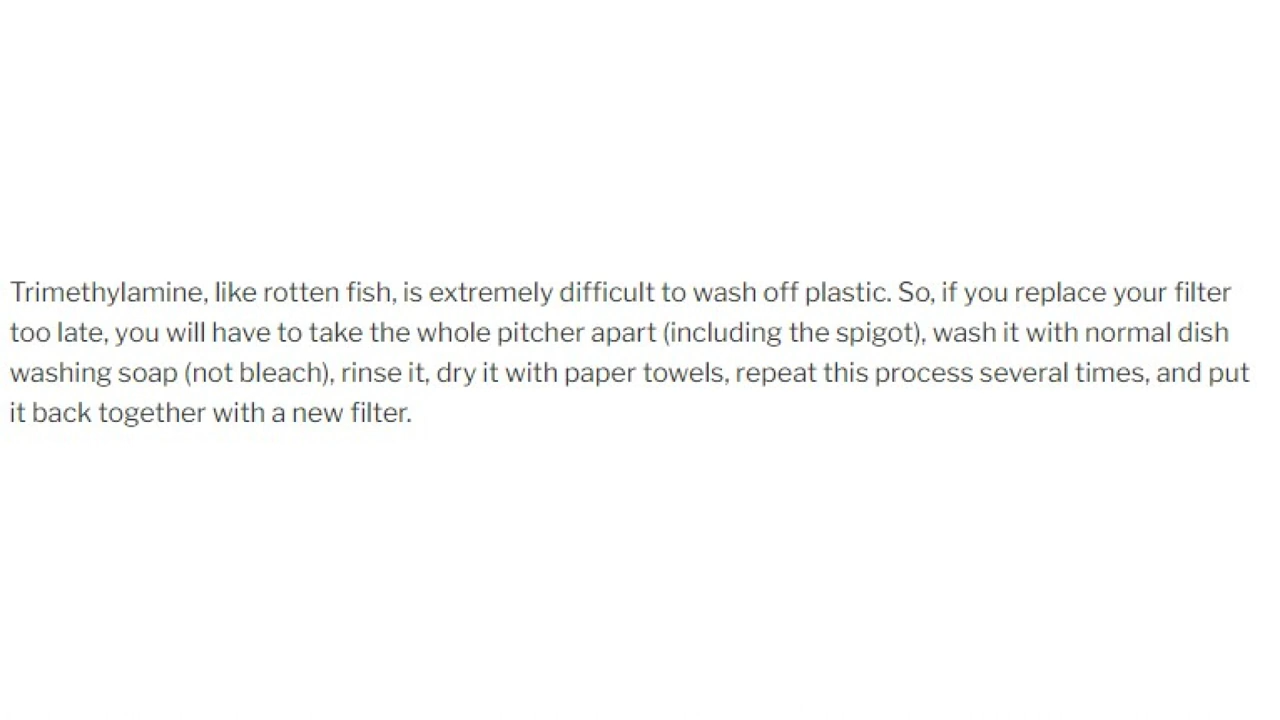 Trimethylamine, like rotten fish, is extremely difficult to wash off plastic. So, if you replace your filter
too late, you will have to take the whole pitcher apart (including the spigot), wash it with normal dish
washing soap (not bleach), rinse it, dry it with paper towels, repeat this process several times, and put
it back together with a new filter.